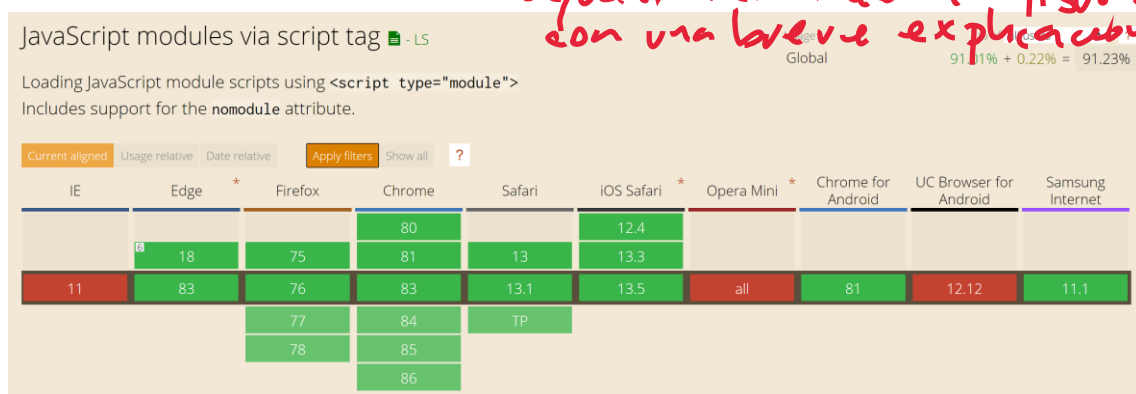 con una breve
JavaScript modules via script tag - LS
Global 91.01% + 0.22% = 91.23%
Loading JavaScript module scripts using <script type="module">
Includes support for the nomodule attribute.
Current aligned Usage relative Date relative Apply filters Show all ?
IE Edge * Firefox Chrome Safari iOS Safari * Opera Mini * Chrome for Android UC Browser for Android Samsung Internet
80 12.4
6 18 75 81 13 13.3
11 83 76 83 13.1 13.5 all 81 12.12 11.1
77 84 TP
78 85
86